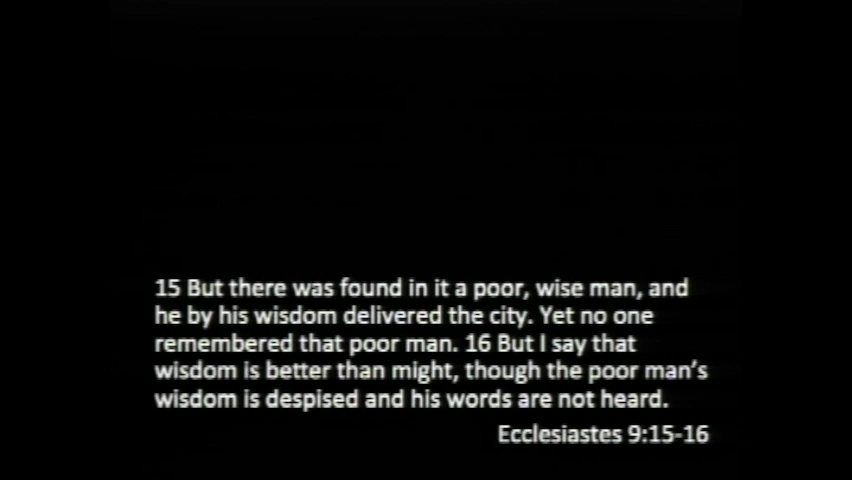 15 But there was found in it a poor, wise man, and
he by his wisdom delivered the city. Yet no one
remembered that poor man. 16 But I say that
wisdom is better than might, though the poor man’s
wisdom is despised and his words are not heard.
Ecclesiastes 9:15-16